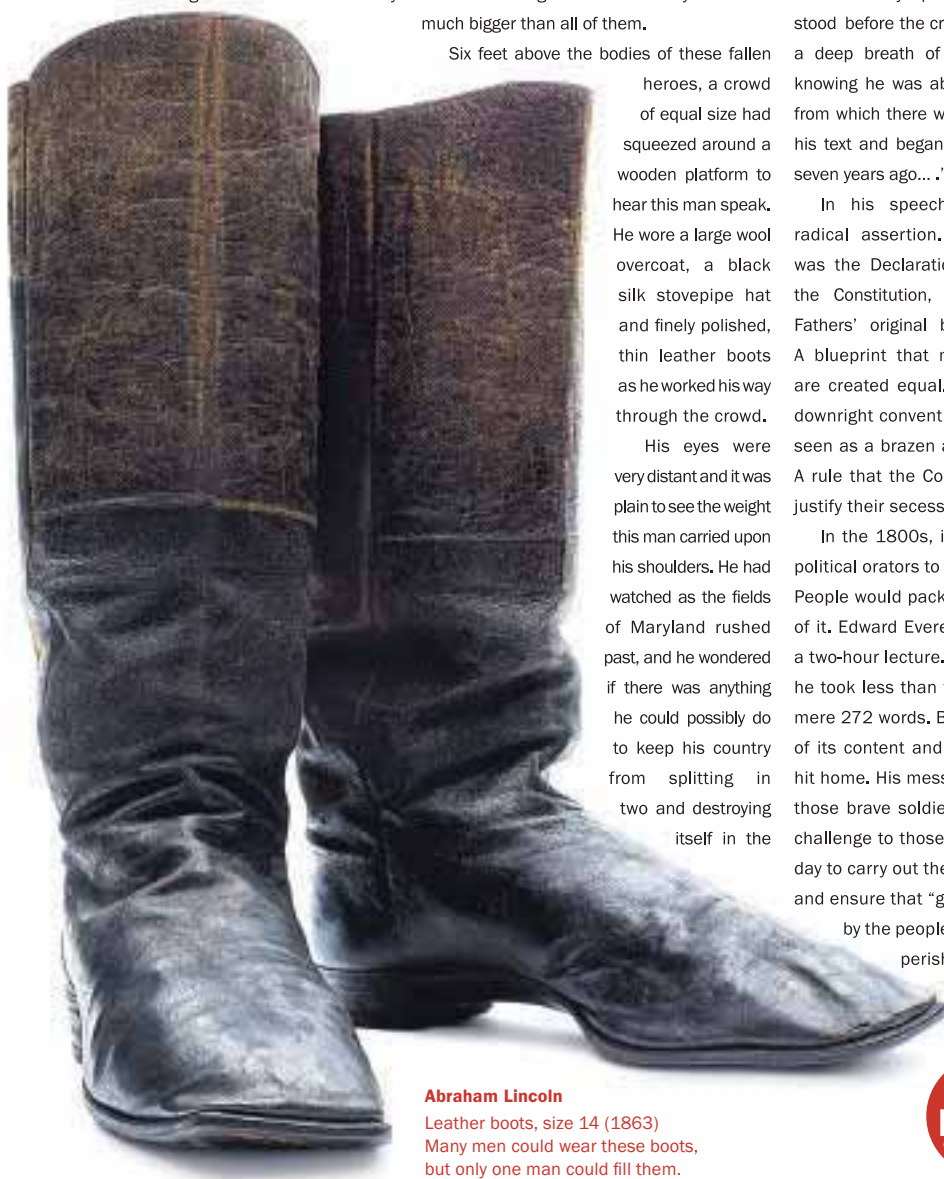 much bigger than all of them.
Six feet above the bodies of these fallen
heroes, a crowd
of equal size had
squeezed around a
wooden platform to
hear this man speak.
He wore a large wool
overcoat, a black
silk stovepipe hat
and finely polished,
thin leather boots
as he worked his way
through the crowd.
His eyes were
very distant and it was
plain to see the weight
this man carried upon
his shoulders. He had
watched as the fields
of Maryland rushed
past, and he wondered
if there was anything
he could possibly do
to keep his country
from splitting in
two and destroying
itself in the
stood before the cr
a deep breath of
knowing he was ab
from which there w
his text and began
seven years ago... .
In his speech
radical assertion.
was the Declaratio
the Constitution,
Fathers' original b
A blueprint that m
are created equal.
downright convent
seen as a brazen a
A rule that the Co
justify their secess
In the 1800s, i
political orators to
People would pack
of it. Edward Evere
a two-hour lecture.
he took less than
mere 272 words. B
of its content and
hit home. His mess
those brave soldie
challenge to those
day to carry out the
and ensure that “g
by the people
perish
Abraham Lincoln
Leather boots, size 14 (1863)
Many men could wear these boots,
but only one man could fill them.